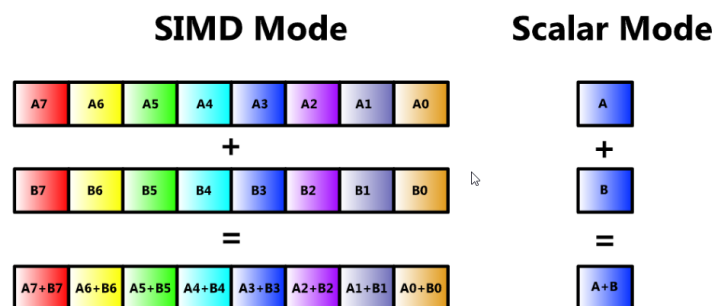 SIMD Mode Scalar Mode
A7 A6 A5 A4 A3 A2 A1 A0 A
+ +
B7 B6 B5 B4 B3 B2 B1 B0 B
= =
A7+B7 A6+B6 A5+B5 A4+B4 A3+B3 A2+B2 A1+B1 A0+B0 A+B